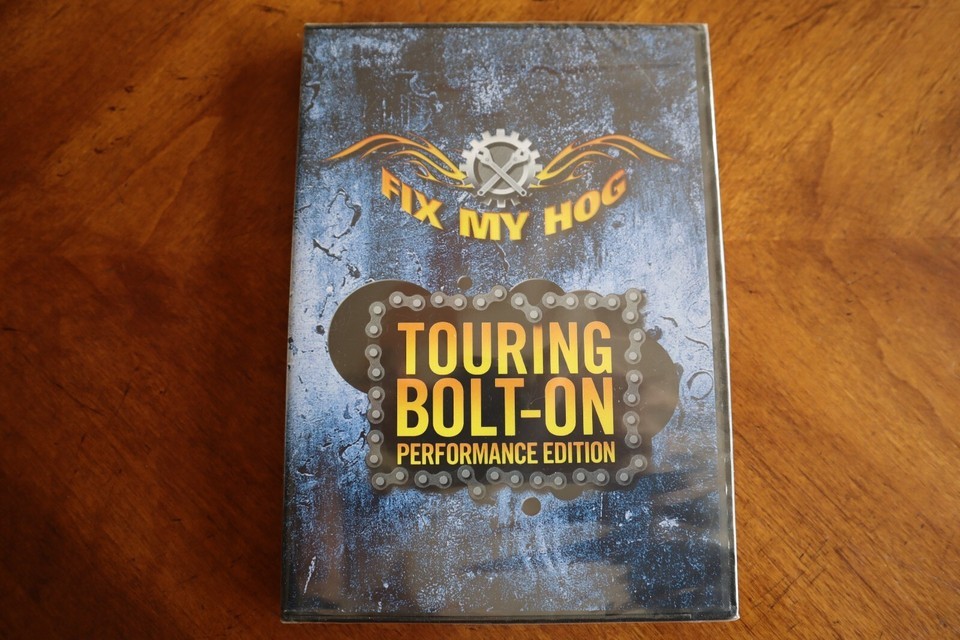 FIX MY HOG
TOURING
BOLT-ON
PERFORMANCE EDITION